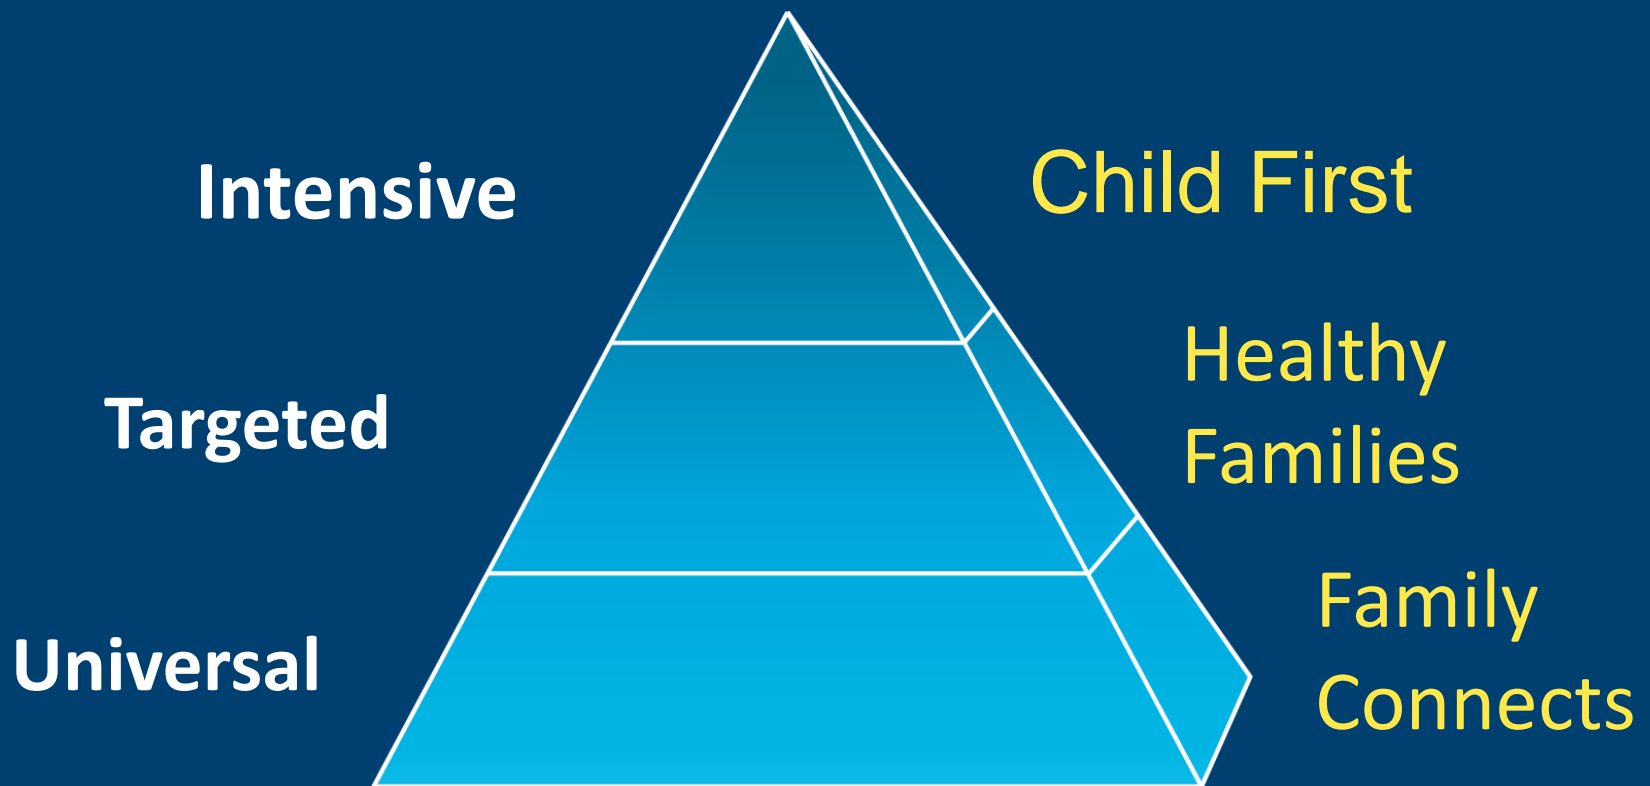 Intensive
Child First
Targeted
Healthy
Families
Universal
Family
Connects